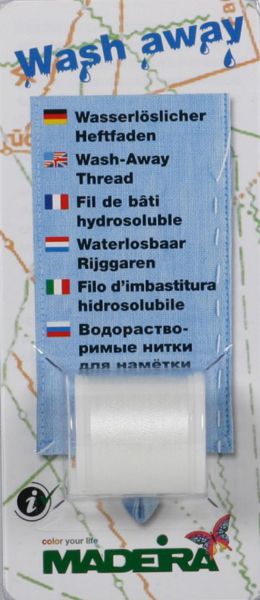 Wash away
Wasserlöslicher
Heftfaden
Wash-Away
Thread
Fil de bâti
hydrosoluble
Waterlosbaar
Rijggaren
Filo d'imbastitura
hidrosolubile
Водораство-
римые нитки
для намётки
i
color your life
MADEIRA